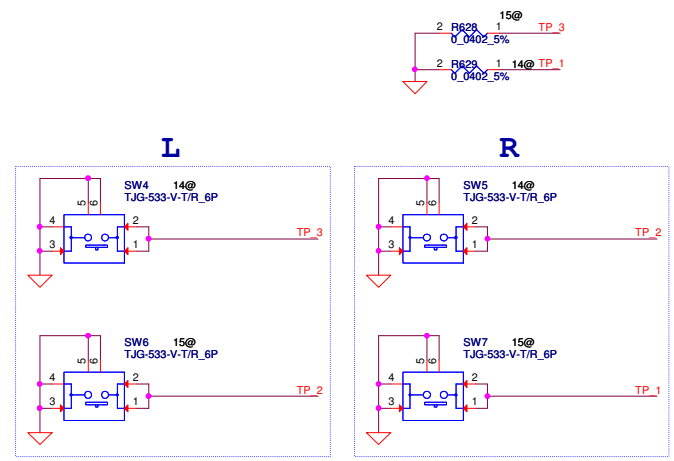 15@
2 R628 1 TP_3
0_0402_5%
2 R629 1 14@ TP_1
0_0402_5%
L R
SW4 14@
TJG-533-V-T/R_6P
5 6
4 2
3 1
TP_3
SW5 14@
TJG-533-V-T/R_6P
5 6
4 2
3 1
TP_2
SW6 15@
TJG-533-V-T/R_6P
5 6
4 2
3 1
TP_2
SW7 15@
TJG-533-V-T/R_6P
5 6
4 2
3 1
TP_1